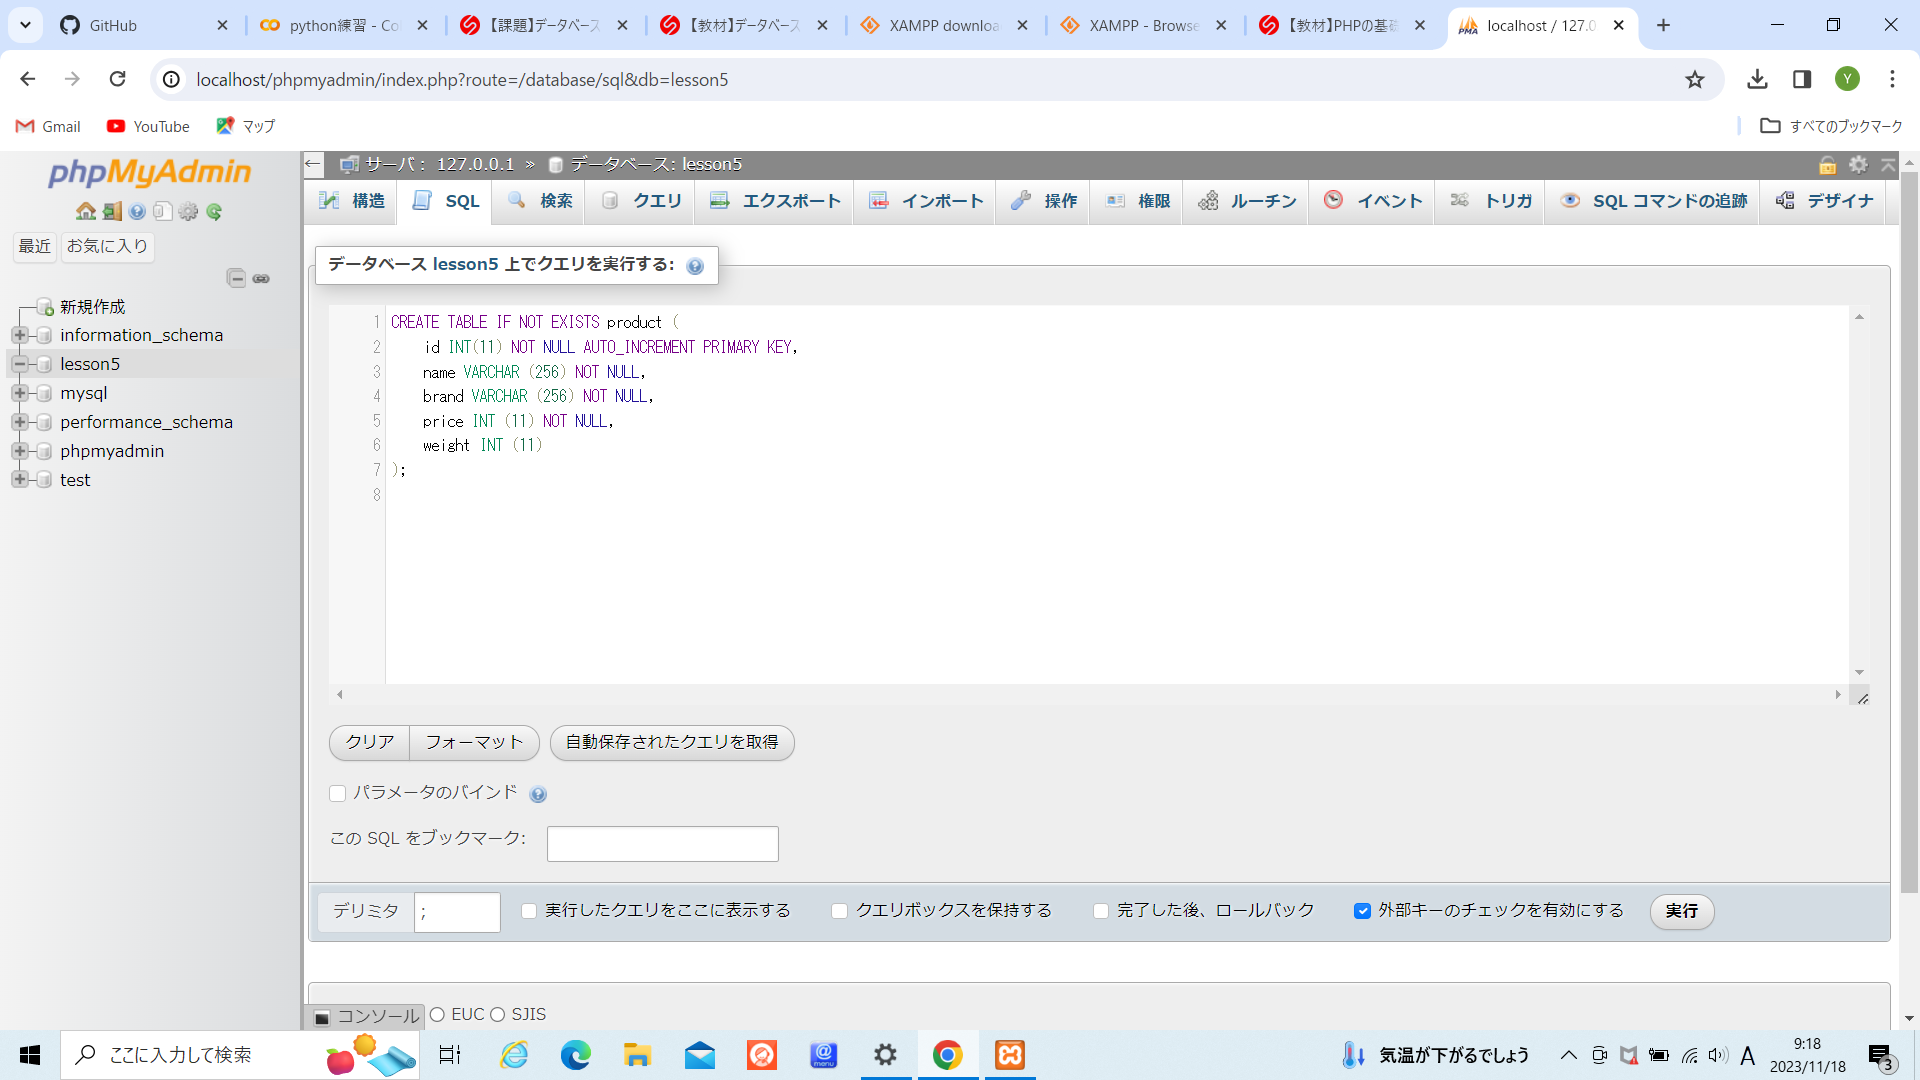 GitHub
python練習 - Co
【課題】データベース
【教材】データベース
XAMPP downloa
XAMPP - Browse
【教材】PHPの基礎
localhost / 127.0
localhost/phpmyadmin/index.php?route=/database/sql&db=lesson5
Y
Gmail
YouTube
マップ
すべてのブックマーク
phpMyAdmin
最近
お気に入り
新規作成
information_schema
lesson5
mysql
performance_schema
phpmyadmin
test
サーバ: 127.0.0.1 » データベース: lesson5
構造
SQL
検索
クエリ
エクスポート
インポート
操作
権限
ルーチン
イベント
トリガ
SQL コマンドの追跡
デザイナ
データベース lesson5 上でクエリを実行する:
1 CREATE TABLE IF NOT EXISTS product (
2 id INT(11) NOT NULL AUTO_INCREMENT PRIMARY KEY,
3 name VARCHAR (256) NOT NULL,
4 brand VARCHAR (256) NOT NULL,
5 price INT (11) NOT NULL,
6 weight INT (11)
7 );
8
クリア
フォーマット
自動保存されたクエリを取得
パラメータのバインド
この SQL をブックマーク:
デリミタ ;
実行したクエリをここに表示する
クエリボックスを保持する
完了した後、ロールバック
外部キーのチェックを有効にする
実行
コンソール
EUC
SJIS
ここに入力して検索
@
menu
気温が下がるでしょう
A
9:18
2023/11/18
3